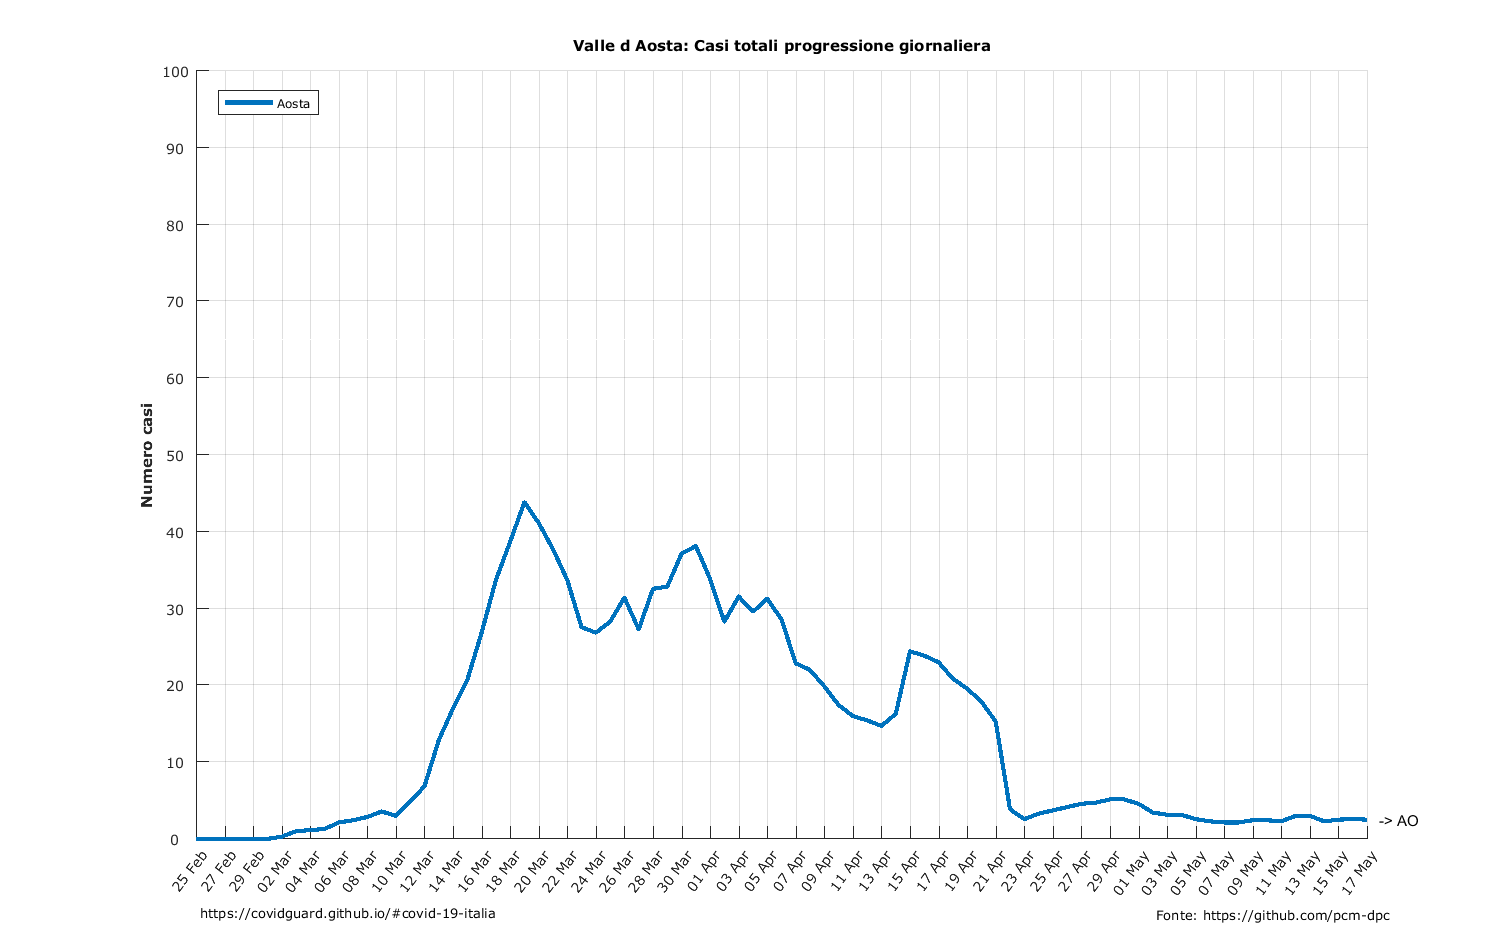 Valle d Aosta: Casi totali progressione giornaliera
Aosta
Numero casi
100
90
80
70
60
50
40
30
20
10
0
25 Feb
27 Feb
29 Feb
02 Mar
04 Mar
06 Mar
08 Mar
10 Mar
12 Mar
14 Mar
16 Mar
18 Mar
20 Mar
22 Mar
24 Mar
26 Mar
28 Mar
30 Mar
01 Apr
03 Apr
05 Apr
07 Apr
09 Apr
11 Apr
13 Apr
15 Apr
17 Apr
19 Apr
21 Apr
23 Apr
25 Apr
27 Apr
29 Apr
01 May
03 May
05 May
07 May
09 May
11 May
13 May
15 May
17 May
-> AO
https://covidguard.github.io/#covid-19-italia
Fonte: https://github.com/pcm-dpc